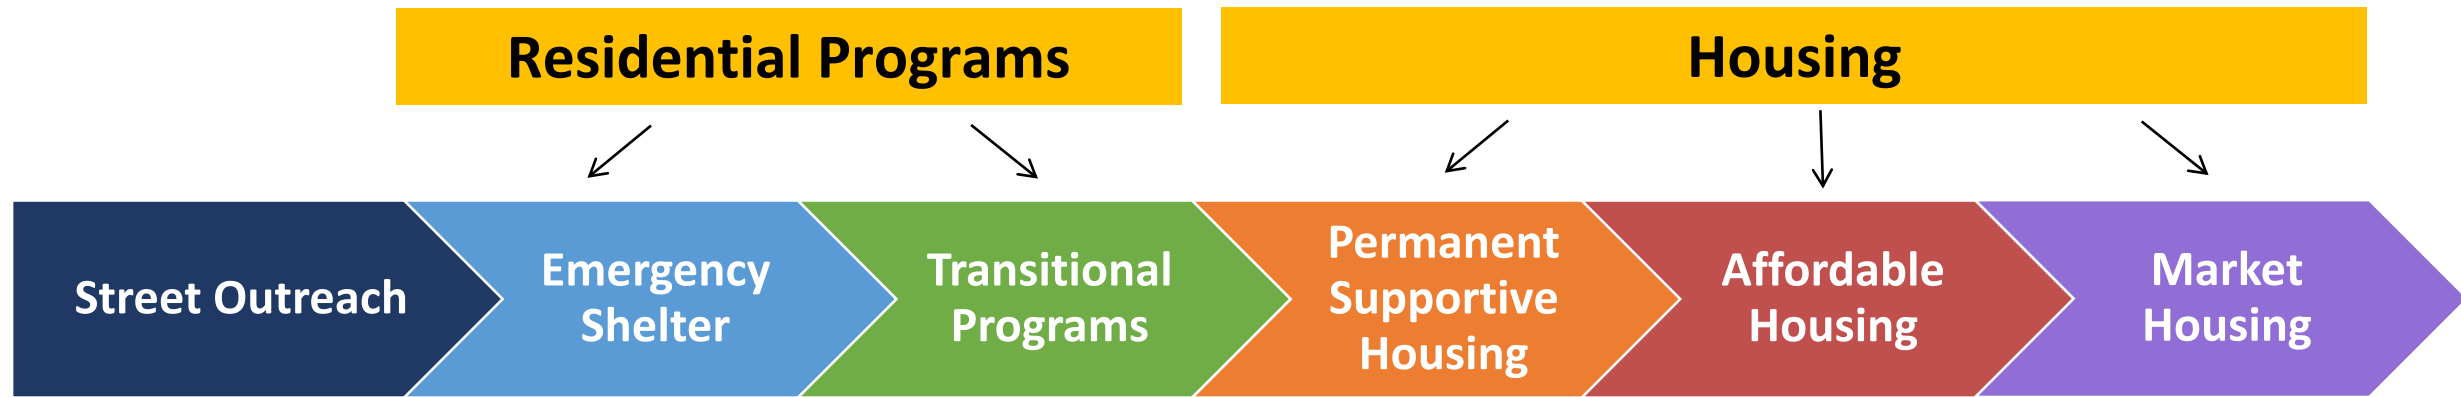 Residential Programs
Housing
Street Outreach
Emergency
Shelter
Transitional
Programs
Permanent
Supportive
Housing
Affordable
Housing
Market
Housing